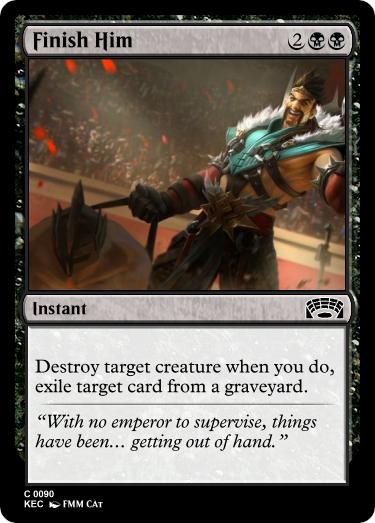 Finish Him 2
Instant
Destroy target creature when you do,
exile target card from a graveyard.
“With no emperor to supervise, things
have been… getting out of hand.”
C 0090
KEC FMM CAt